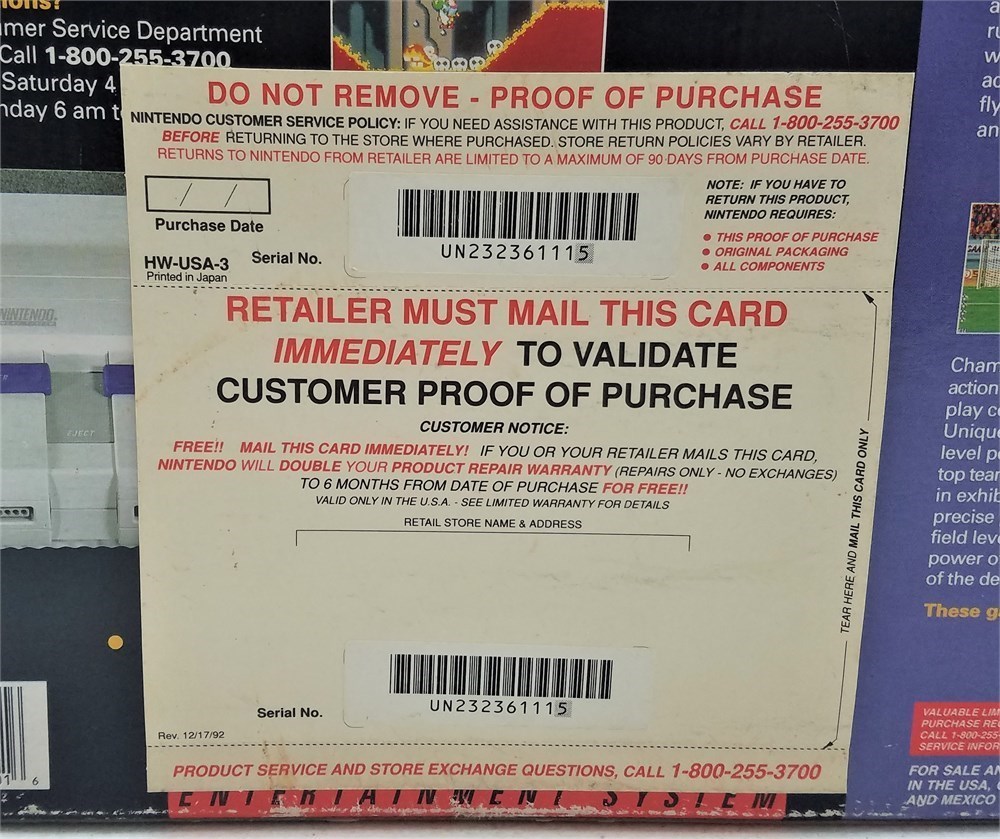 mer Service Department
Call 1-800-255-3700
Saturday 4
nday 6 am t
DO NOT REMOVE - PROOF OF PURCHASE
NINTENDO CUSTOMER SERVICE POLICY: IF YOU NEED ASSISTANCE WITH THIS PRODUCT, CALL 1-800-255-3700
BEFORE RETURNING TO THE STORE WHERE PURCHASED. STORE RETURN POLICIES VARY BY RETAILER.
RETURNS TO NINTENDO FROM RETAILER ARE LIMITED TO A MAXIMUM OF 90 DAYS FROM PURCHASE DATE.
/ /
Purchase Date
HW-USA-3
Printed in Japan
Serial No.
UN232361115
NOTE: IF YOU HAVE TO
RETURN THIS PRODUCT,
NINTENDO REQUIRES:
• THIS PROOF OF PURCHASE
• ORIGINAL PACKAGING
• ALL COMPONENTS
RETAILER MUST MAIL THIS CARD
IMMEDIATELY TO VALIDATE
CUSTOMER PROOF OF PURCHASE
CUSTOMER NOTICE:
FREE!! MAIL THIS CARD IMMEDIATELY! IF YOU OR YOUR RETAILER MAILS THIS CARD,
NINTENDO WILL DOUBLE YOUR PRODUCT REPAIR WARRANTY (REPAIRS ONLY - NO EXCHANGES)
TO 6 MONTHS FROM DATE OF PURCHASE FOR FREE!!
VALID ONLY IN THE U.S.A. - SEE LIMITED WARRANTY FOR DETAILS
RETAIL STORE NAME & ADDRESS
TEAR HERE AND MAIL THIS CARD ONLY
UN232361115
Serial No.
Rev. 12/17/92
PRODUCT SERVICE AND STORE EXCHANGE QUESTIONS, CALL 1-800-255-3700
ENTERTAINMENT SYSTEM
NINTENDO
EJECT
1 6
Cham
action
play c
Uniqu
level p
top tear
in exhib
precise
field leve
power o
of the de
These g
VALUABLE LIM
PURCHASE RE
CALL 1-800-255-
SERVICE INFOR
FOR SALE A
IN THE USA,
AND MEXICO